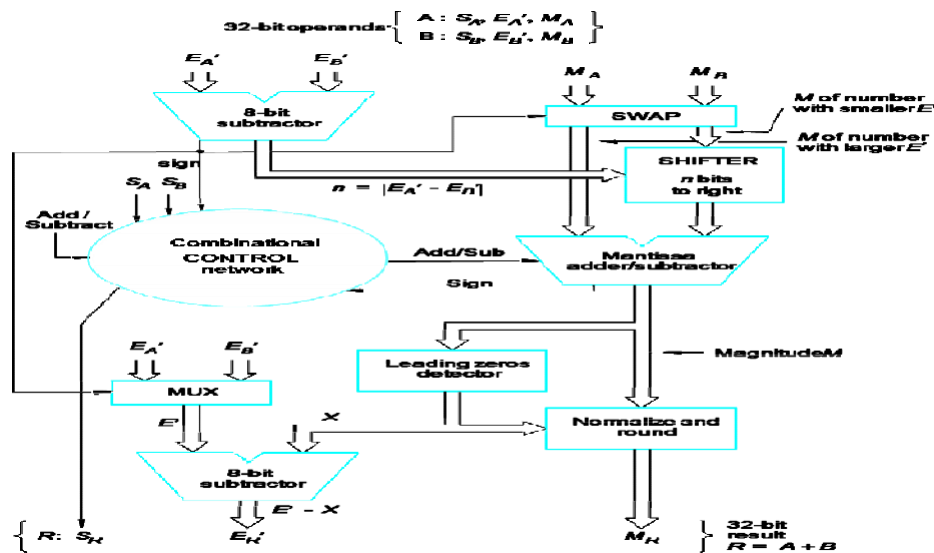 32-bit operands { A : S_A, E_A', M_A
B : S_B, E_B', M_B }
E_A' E_B'
M_A M_B
8-bit
subtractor
SWAP
M of number
with smaller E'
sign
M of number
with larger E'
SHIFTER
n bits
to right
n = |E_A' - E_B'|
S_A S_B
Add /
Subtract
Combinational
CONTROL
network
Add/Sub
Sign
Mantissa
adder/subtractor
E_A' E_B'
MUX
Leading zeros
detector
Magnitude M
E'
X
Normalize and
round
8-bit
subtractor
E' - X
{ R: S_R
E_R'
M_R
} 32-bit
result
R = A + B